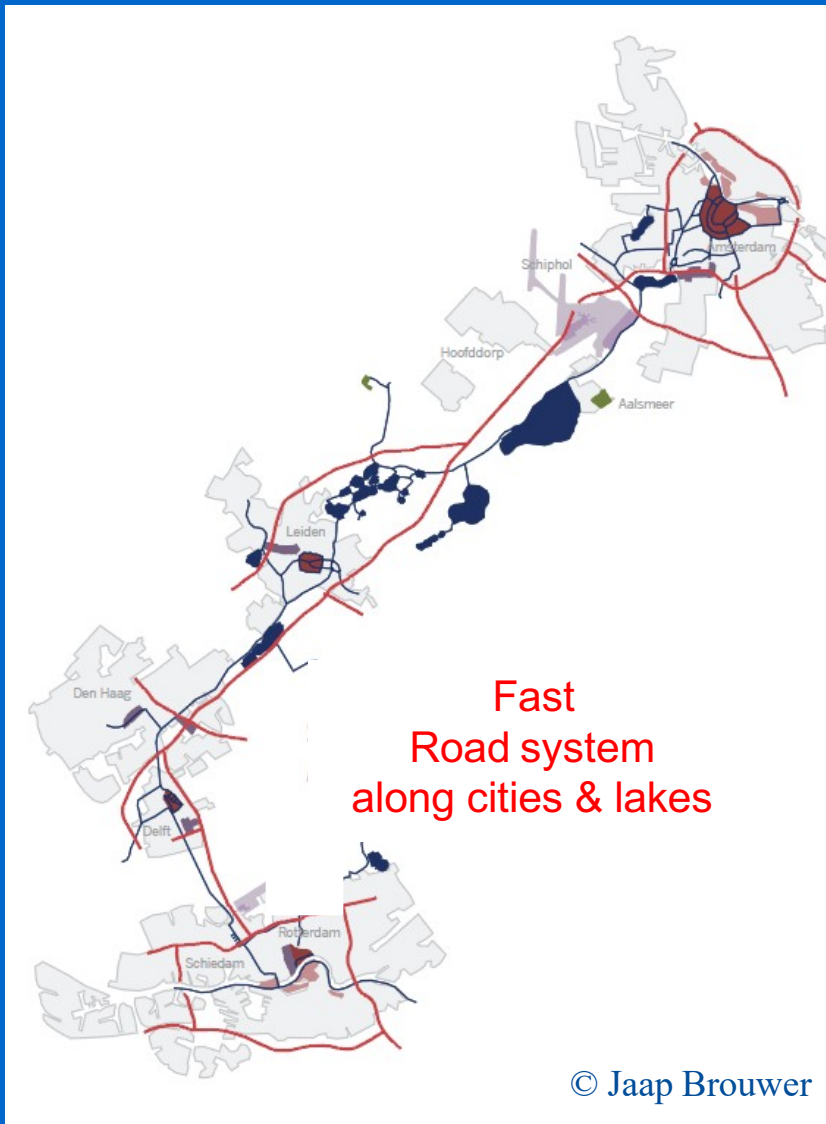 Amsterdam
Schiphol
Hoofddorp
Aalsmeer
Leiden
Den Haag
Fast
Road system
along cities & lakes
Delft
Rotterdam
Schiedam
© Jaap Brouwer